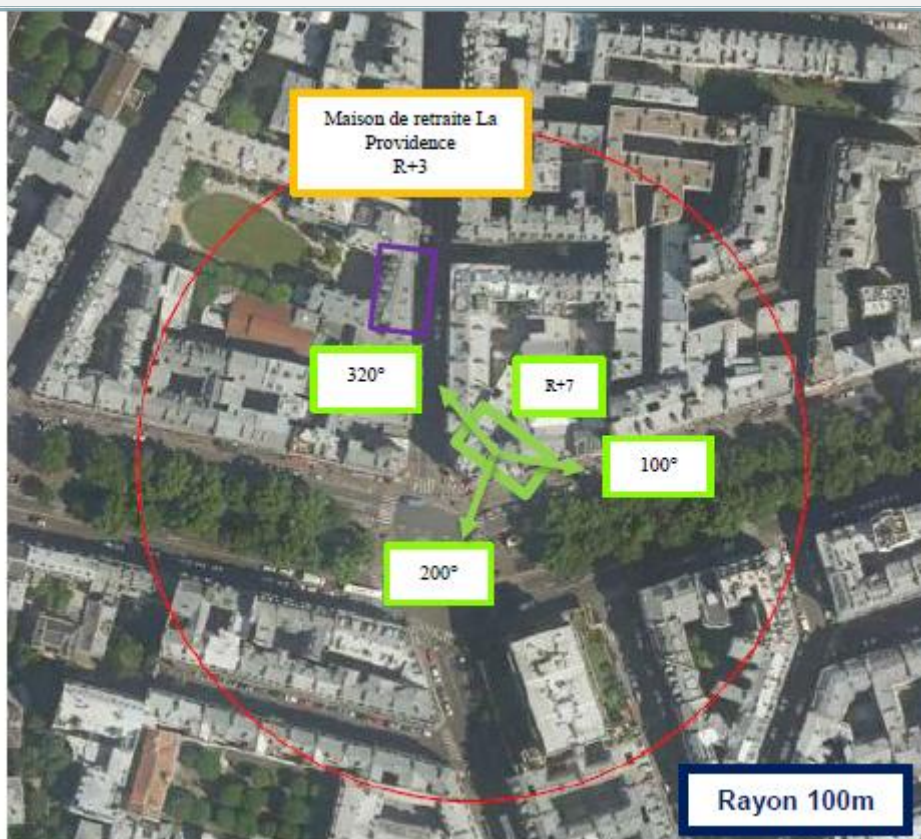 Maison de retraite La
Providence
R+3
320°
R+7
100°
200°
Rayon 100m